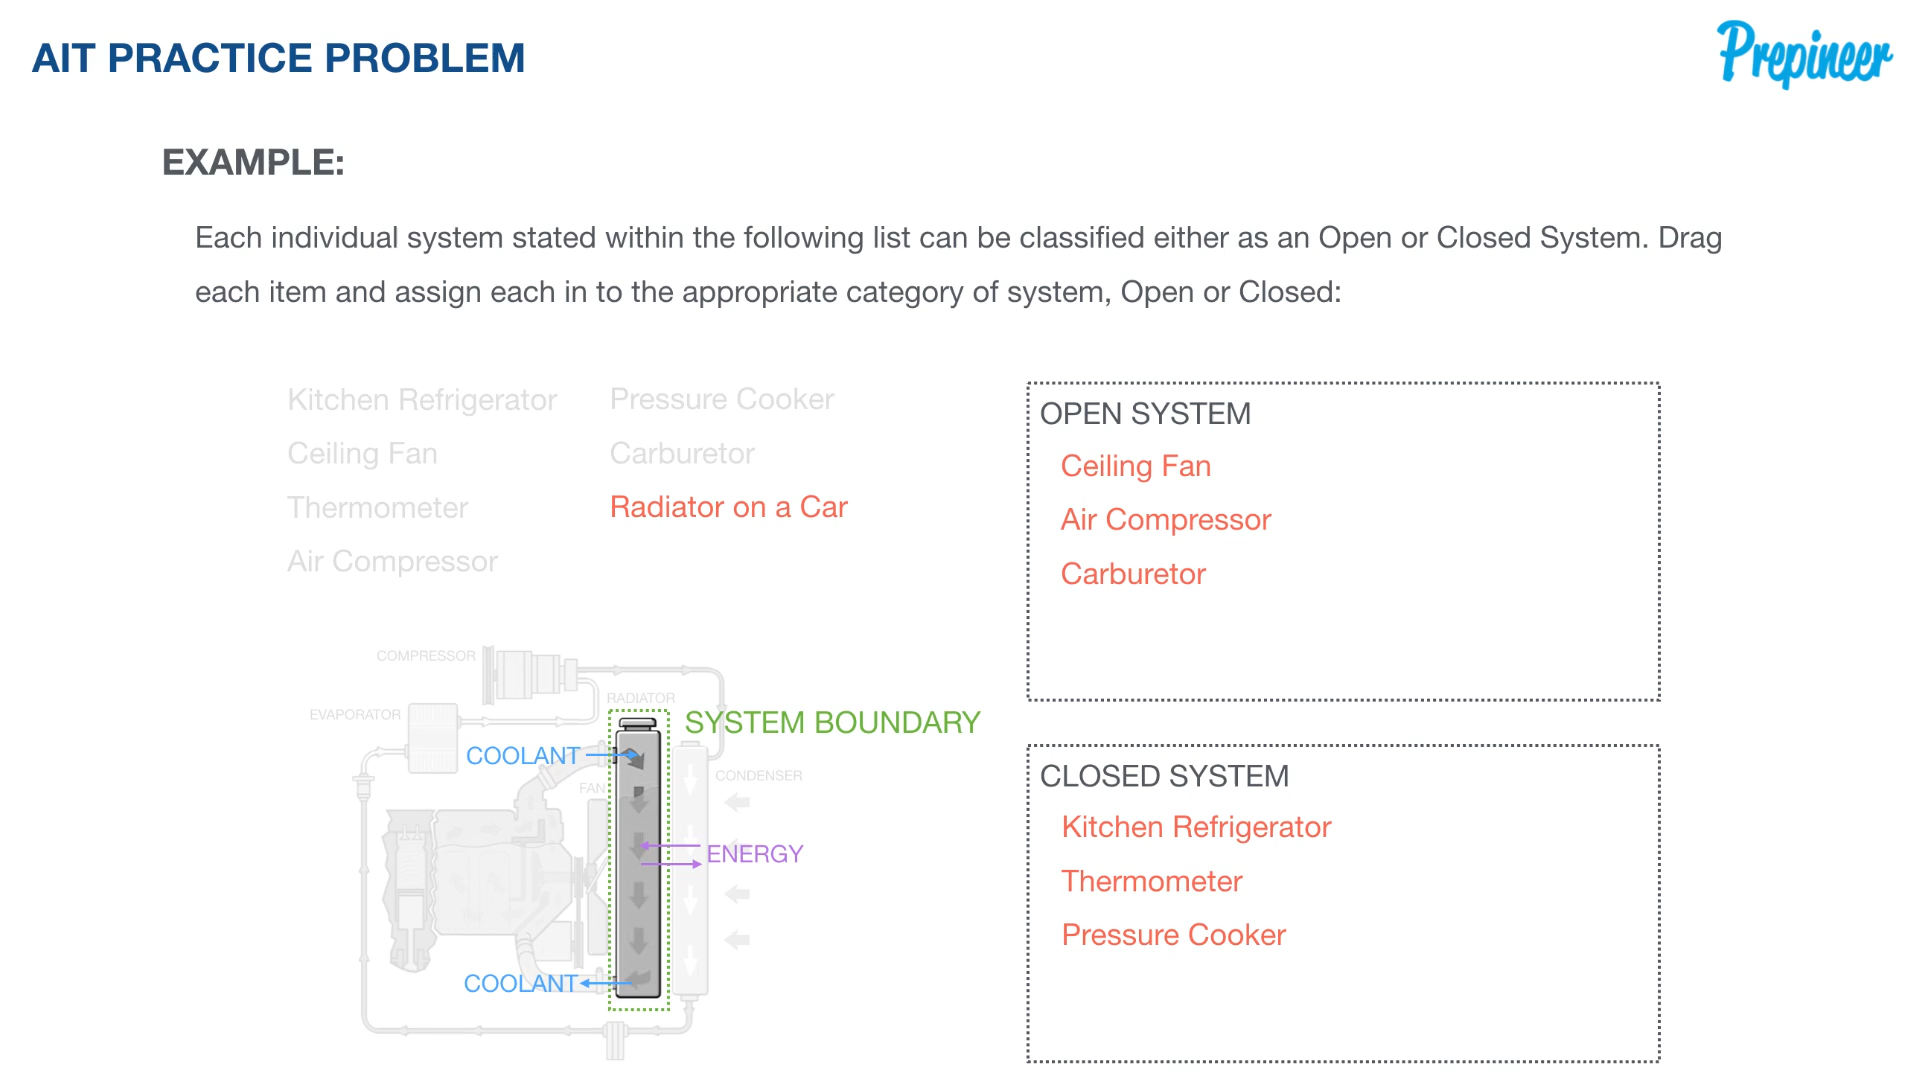 AIT PRACTICE PROBLEM
Prepineer
EXAMPLE:
Each individual system stated within the following list can be classified either as an Open or Closed System. Drag
each item and assign each in to the appropriate category of system, Open or Closed:
Kitchen Refrigerator
Ceiling Fan
Thermometer
Air Compressor
Pressure Cooker
Carburetor
Radiator on a Car
COMPRESSOR
EVAPORATOR
RADIATOR
SYSTEM BOUNDARY
COOLANT
CONDENSER
FAN
ENERGY
COOLANT
OPEN SYSTEM
Ceiling Fan
Air Compressor
Carburetor
CLOSED SYSTEM
Kitchen Refrigerator
Thermometer
Pressure Cooker